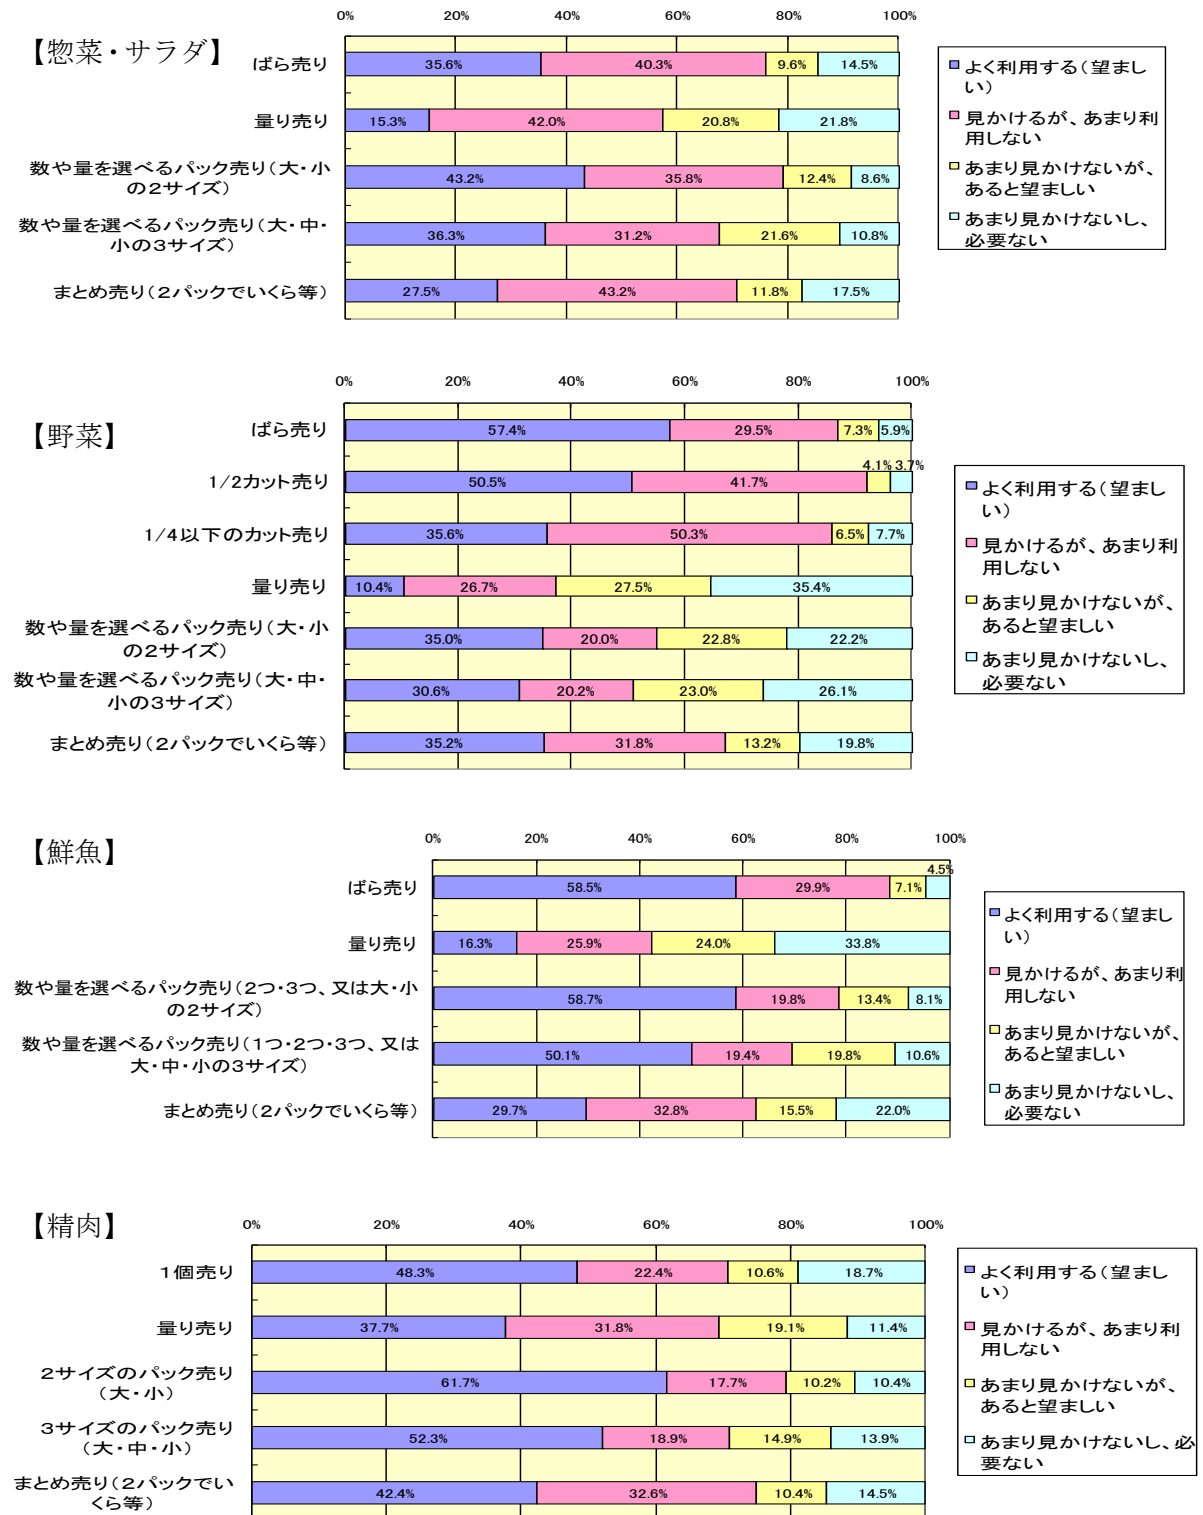 0% 20% 40% 60% 80% 100%
【惣菜・サラダ】
ばら売り 35.6% 40.3% 9.6% 14.5%
量り売り 15.3% 42.0% 20.8% 21.8%
数や量を選べるパック売り(大・小
の2サイズ) 43.2% 35.8% 12.4% 8.6%
数や量を選べるパック売り(大・中・
小の3サイズ) 36.3% 31.2% 21.6% 10.8%
まとめ売り(2パックでいくら等) 27.5% 43.2% 11.8% 17.5%
よく利用する(望まし
い)
見かけるが、あまり利
用しない
あまり見かけないが、
あると望ましい
あまり見かけないし、
必要ない
0% 20% 40% 60% 80% 100%
【野菜】
ばら売り 57.4% 29.5% 7.3% 5.9%
1/2カット売り 50.5% 41.7% 4.1% 3.7%
1/4以下のカット売り 35.6% 50.3% 6.5% 7.7%
量り売り 10.4% 26.7% 27.5% 35.4%
数や量を選べるパック売り(大・小
の2サイズ) 35.0% 20.0% 22.8% 22.2%
数や量を選べるパック売り(大・中・
小の3サイズ) 30.6% 20.2% 23.0% 26.1%
まとめ売り(2パックでいくら等) 35.2% 31.8% 13.2% 19.8%
よく利用する(望まし
い)
見かけるが、あまり利
用しない
あまり見かけないが、
あると望ましい
あまり見かけないし、
必要ない
0% 20% 40% 60% 80% 100%
【鮮魚】
ばら売り 58.5% 29.9% 7.1% 4.5%
量り売り 16.3% 25.9% 24.0% 33.8%
数や量を選べるパック売り(2つ・3つ、又は大・小
の2サイズ) 58.7% 19.8% 13.4% 8.1%
数や量を選べるパック売り(1つ・2つ・3つ、又は
大・中・小の3サイズ) 50.1% 19.4% 19.8% 10.6%
まとめ売り(2パックでいくら等) 29.7% 32.8% 15.5% 22.0%
よく利用する(望まし
い)
見かけるが、あまり利
用しない
あまり見かけないが、
あると望ましい
あまり見かけないし、
必要ない
0% 20% 40% 60% 80% 100%
【精肉】
1個売り 48.3% 22.4% 10.6% 18.7%
量り売り 37.7% 31.8% 19.1% 11.4%
2サイズのパック売り
(大・小) 61.7% 17.7% 10.2% 10.4%
3サイズのパック売り
(大・中・小) 52.3% 18.9% 14.9% 13.9%
まとめ売り(2パックでい
くら等) 42.4% 32.6% 10.4% 14.5%
よく利用する(望まし
い)
見かけるが、あまり利
用しない
あまり見かけないが、
あると望ましい
あまり見かけないし、必
要ない